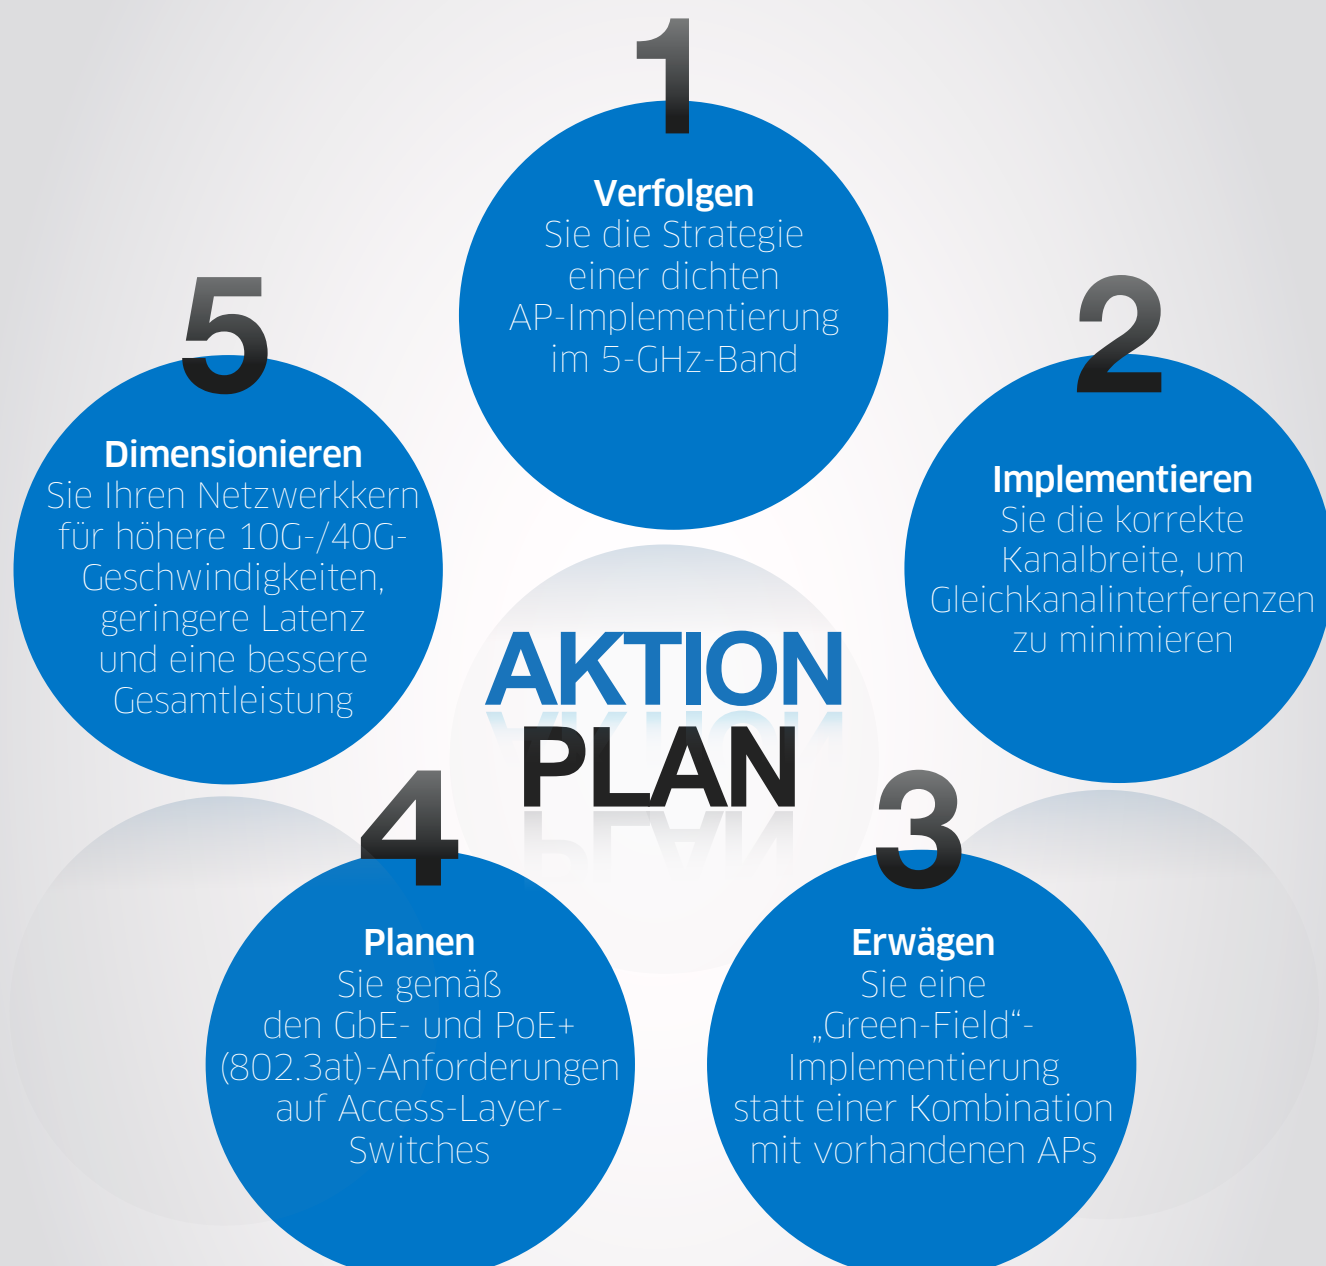 1
Verfolgen
Sie die Strategie
einer dichten
AP-Implementierung
im 5-GHz-Band
2
Implementieren
Sie die korrekte
Kanalbreite, um
Gleichkanalinterferenzen
zu minimieren
3
Erwägen
Sie eine
„Green-Field“-
Implementierung
statt einer Kombination
mit vorhandenen APs
4
Planen
Sie gemäß
den GbE- und PoE+
(802.3at)-Anforderungen
auf Access-Layer-
Switches
5
Dimensionieren
Sie Ihren Netzwerkkern
für höhere 10G-/40G-
Geschwindigkeiten,
geringere Latenz
und eine bessere
Gesamtleistung
AKTION
PLAN